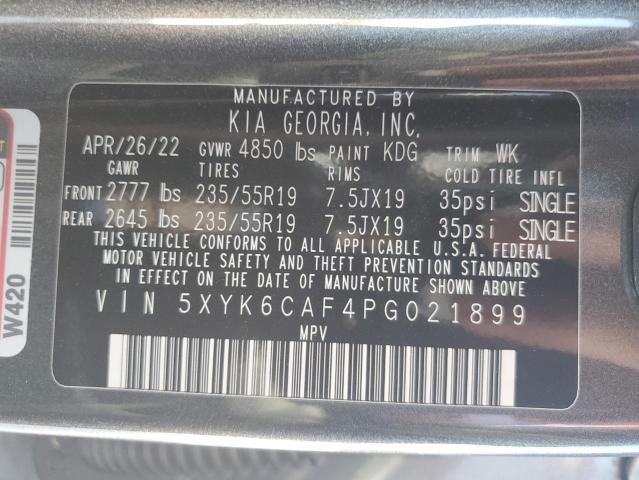 MANUFACTURED BY
KIA GEORGIA, INC.
APR/26/22 GVWR 4850 lbs PAINT KDG TRIM WK
GAWR TIRES RIMS COLD TIRE INFL
FRONT 2777 lbs 235/55R19 7.5JX19 35psi SINGLE
REAR 2645 lbs 235/55R19 7.5JX19 35psi SINGLE
THIS VEHICLE CONFORMS TO ALL APPLICABLE U.S.A. FEDERAL
MOTOR VEHICLE SAFETY AND THEFT PREVENTION STANDARDS
IN EFFECT ON THE DATE OF MANUFACTURE SHOWN ABOVE
VIN 5XYK6CAF4PG021899
MPV
W420